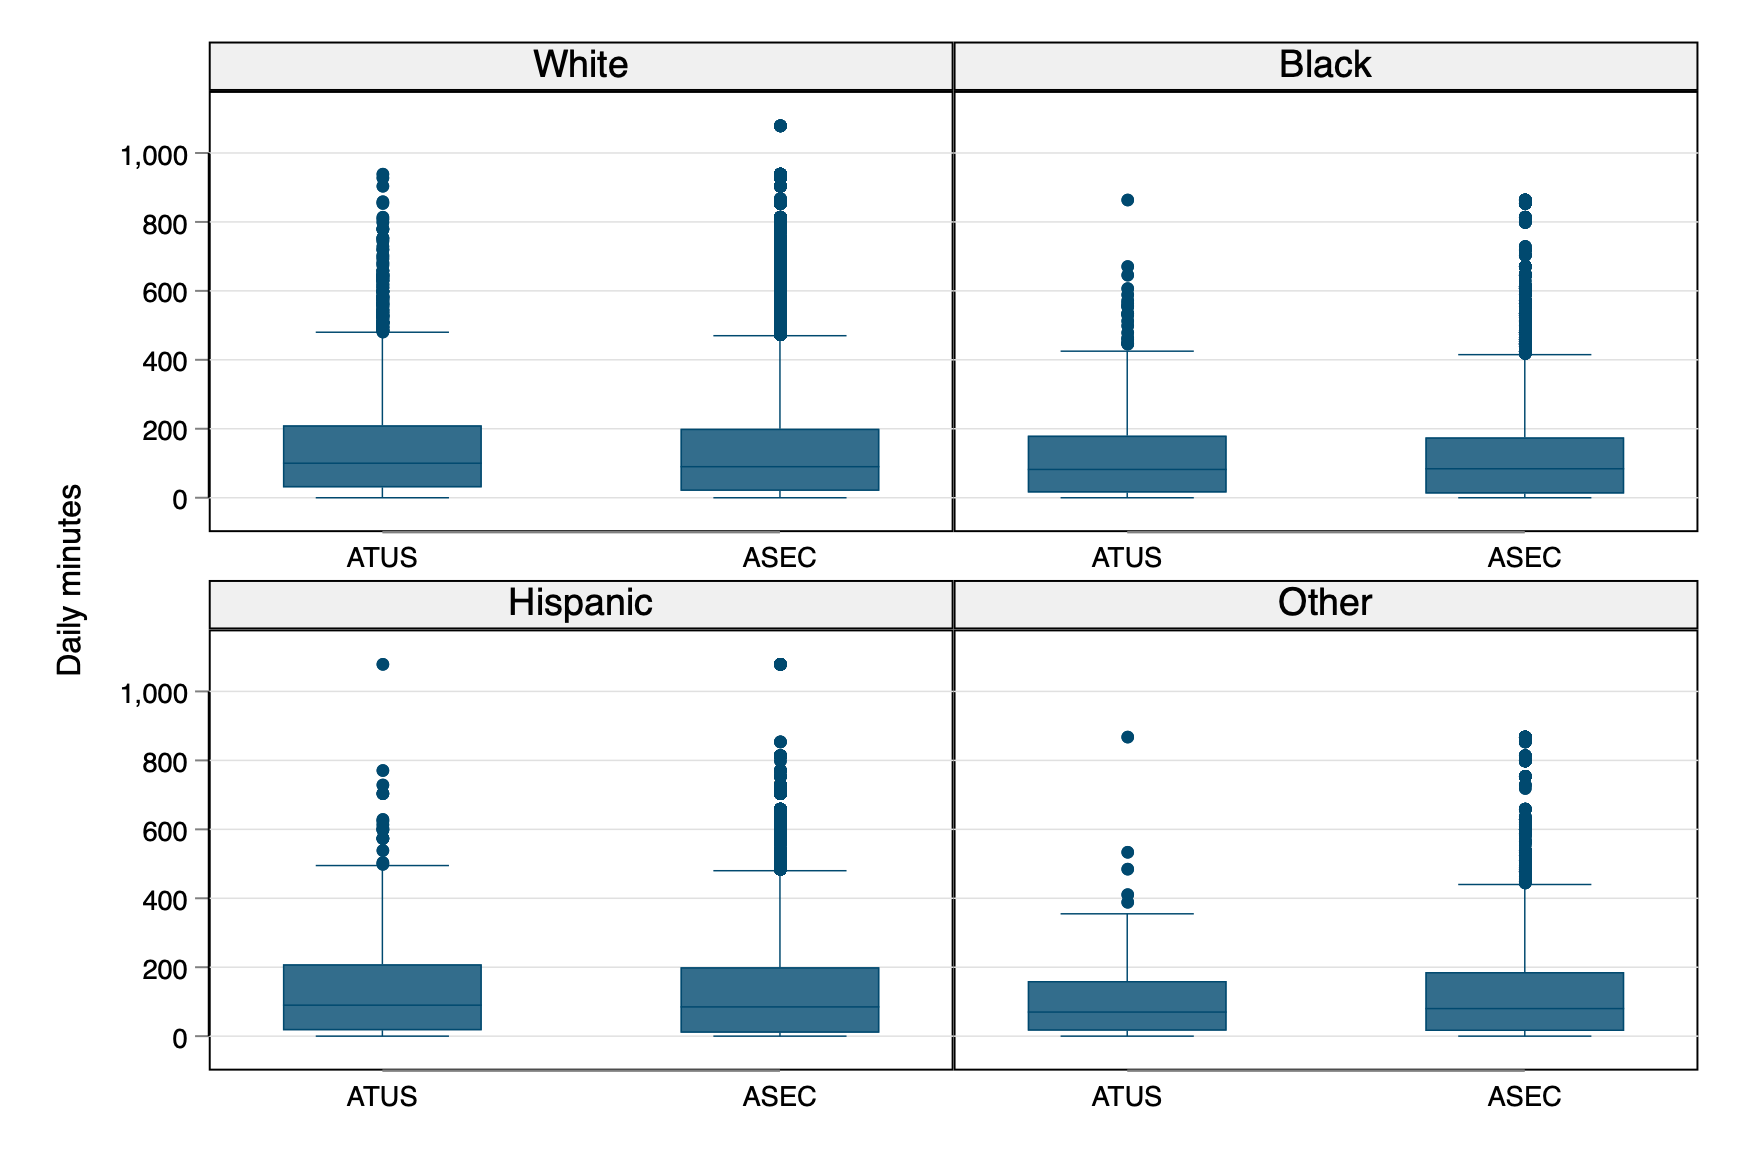 White
Black
1,000
800
600
400
200
0
ATUS
ASEC
ATUS
ASEC
Daily minutes
Hispanic
Other
1,000
800
600
400
200
0
ATUS
ASEC
ATUS
ASEC